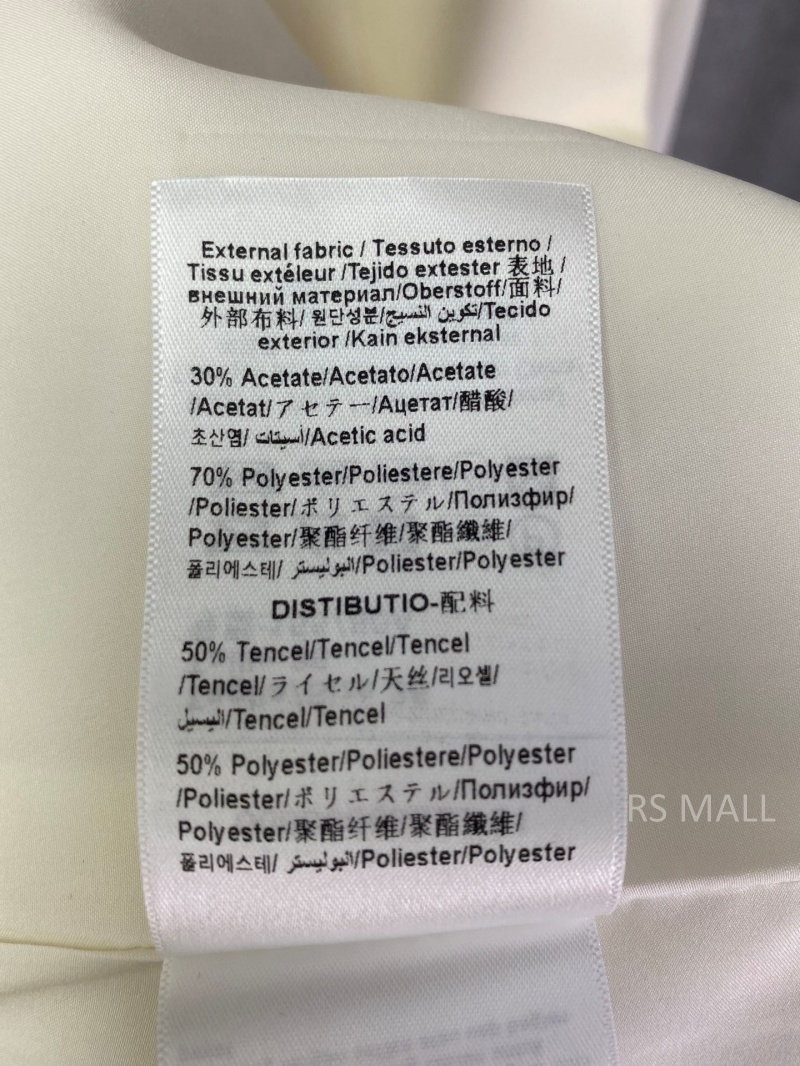 External fabric / Tessuto esterno /
Tissu extéleur /Tejido extester 表地/
внешний материал/Oberstoff/面料/
外部布料/ 원단성분/تكوين النسيج/Tecido
exterior /Kain eksternal
30% Acetate/Acetato/Acetate
/Acetat/アセテー/Ацетат/醋酸/
초산염/ أسيتات/Acetic acid
70% Polyester/Poliestere/Polyester
/Poliester/ポリエステル/Полизфир/
Polyester/聚酯纤维/聚酯纖維/
폴리에스테/ البوليستر/Poliester/Polyester
DISTIBUTIO-配料
50% Tencel/Tencel/Tencel
/Tencel/ライセル/天丝/리오셀/
اليسيل/Tencel/Tencel
50% Polyester/Poliestere/Polyester
/Poliester/ポリエステル/Полизфир/
Polyester/聚酯纤维/聚酯纖維/
폴리에스테/ البوليستر/Poliester/Polyester
RS MALL